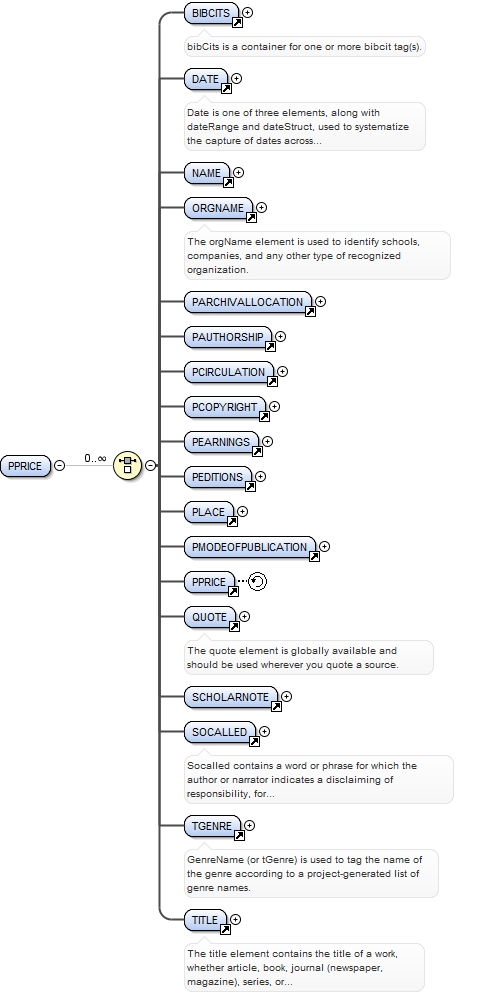 BIBCITS
bibCits is a container for one or more bibcit tag(s).
DATE
Date is one of three elements, along with
dateRange and dateStruct, used to systematize
the capture of dates across...
NAME
ORGNAME
The orgName element is used to identify schools,
companies, and any other type of recognized
organization.
PARCHIVALLOCATION
PAUTHORSHIP
PCIRCULATION
PCOPYRIGHT
PEARNINGS
PPRICE 0..∞
PEDITIONS
PLACE
PMODEOFPUBLICATION
PPRICE
QUOTE
The quote element is globally available and
should be used wherever you quote a source.
SCHOLARNOTE
SOCALLED
Socalled contains a word or phrase for which the
author or narrator indicates a disclaiming of
responsibility, for...
TGENRE
GenreName (or tGenre) is used to tag the name of
the genre according to a project-generated list of
genre names.
TITLE
The title element contains the title of a work,
whether article, book, journal (newspaper,
magazine), series, or...